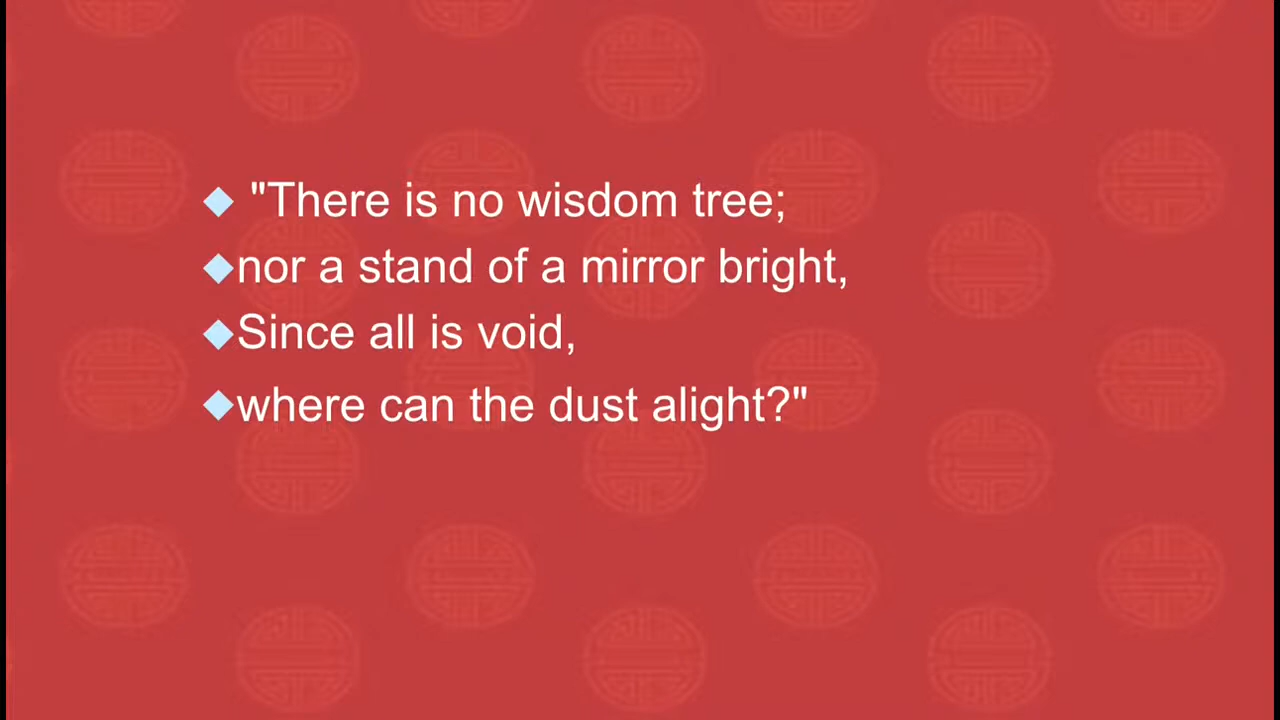 "There is no wisdom tree;
nor a stand of a mirror bright,
Since all is void,
where can the dust alight?"